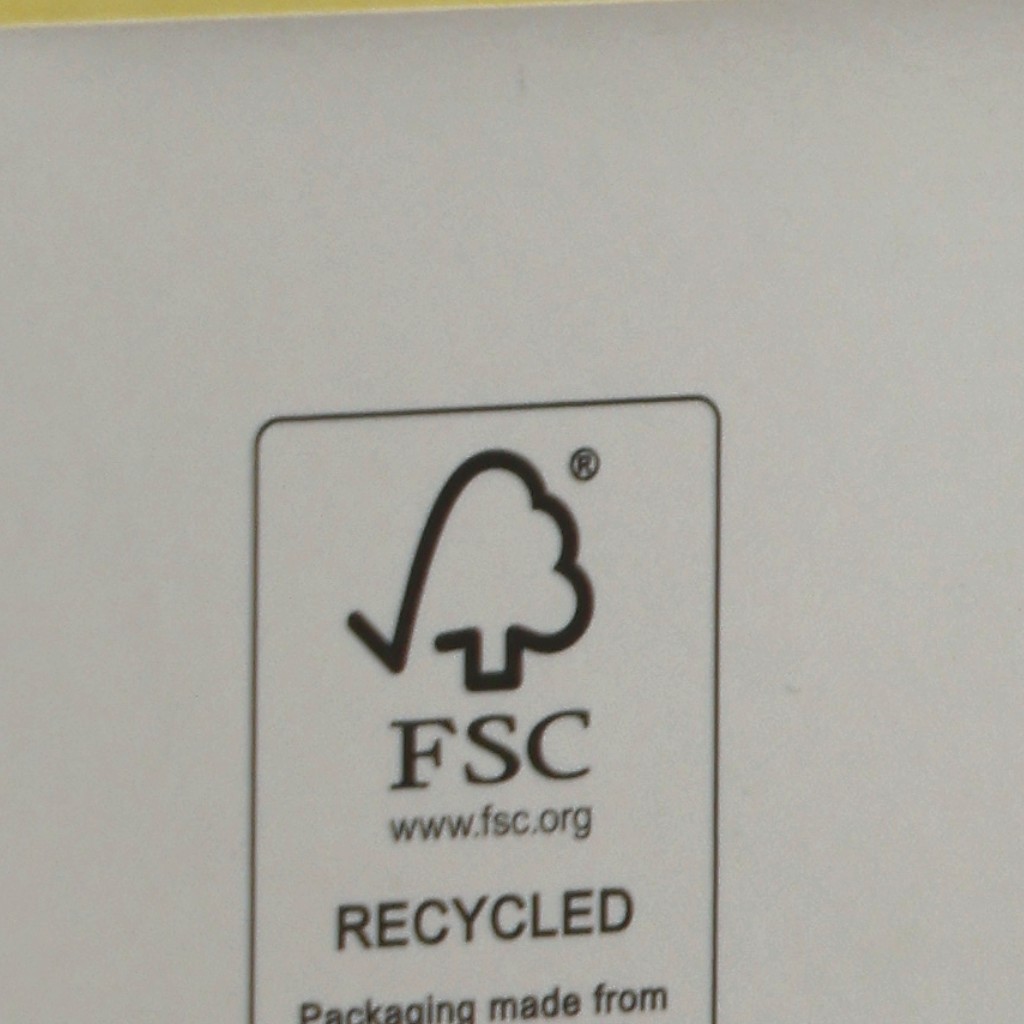 ®
FSC
www.fsc.org
RECYCLED
Packaging made from